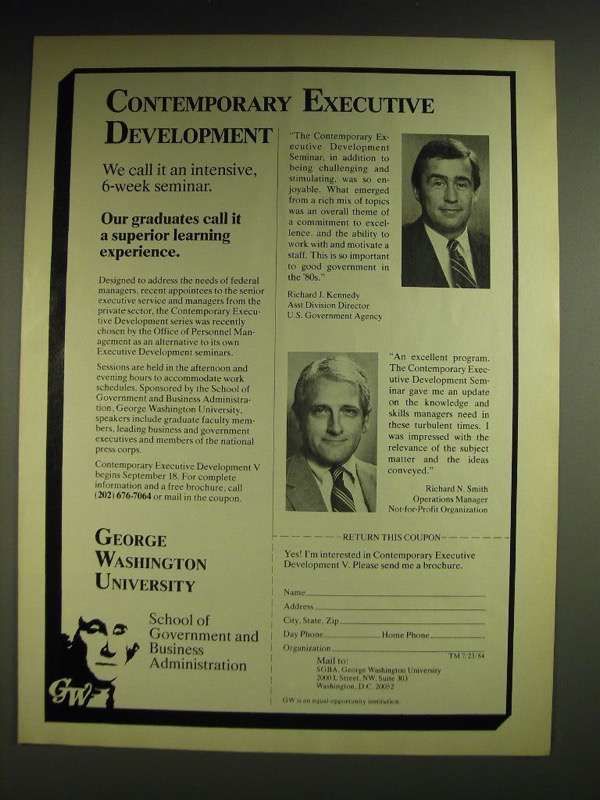 CONTEMPORARY EXECUTIVE
DEVELOPMENT
We call it an intensive,
6-week seminar.
Our graduates call it
a superior learning
experience.
Designed to address the needs of federal
managers, recent appointees to the senior
executive service and managers from the
private sector, the Contemporary Execu-
tive Development series was recently
chosen by the Office of Personnel Man-
agement as an alternative to its own
Executive Development seminars.
Sessions are held in the afternoon and
evening hours to accommodate work
schedules. Sponsored by the School of
Government and Business Administra-
tion, George Washington University,
speakers include graduate faculty mem-
bers, leading business and government
executives and members of the national
press corps.
Contemporary Executive Development V
begins September 18. For complete
information and a free brochure, call
(202) 676-7064 or mail in the coupon.
GEORGE
WASHINGTON
UNIVERSITY
School of
Government and
Business
Administration
GW
"The Contemporary Ex-
ecutive Development
Seminar, in addition to
being challenging and
stimulating, was so en-
joyable. What emerged
from a rich mix of topics
was an overall theme of
a commitment to excel-
lence, and the ability to
work with and motivate a
staff. This is so important
to good government in
the '80s."
Richard J. Kennedy
Asst Division Director
U.S. Government Agency
"An excellent program.
The Contemporary Exec-
utive Development Sem-
inar gave me an update
on the knowledge and
skills managers need in
these turbulent times. I
was impressed with the
relevance of the subject
matter and the ideas
conveyed."
Richard N. Smith
Operations Manager
Not-for-Profit Organization
RETURN THIS COUPON
Yes! I'm interested in Contemporary Executive
Development V. Please send me a brochure.
Name
Address
City, State, Zip
Day Phone Home Phone
Organization
TM 7/23/84
Mail to:
SGBA, George Washington University
2000 L Street, NW, Suite 303
Washington, D.C. 20052
GW is an equal opportunity institution.